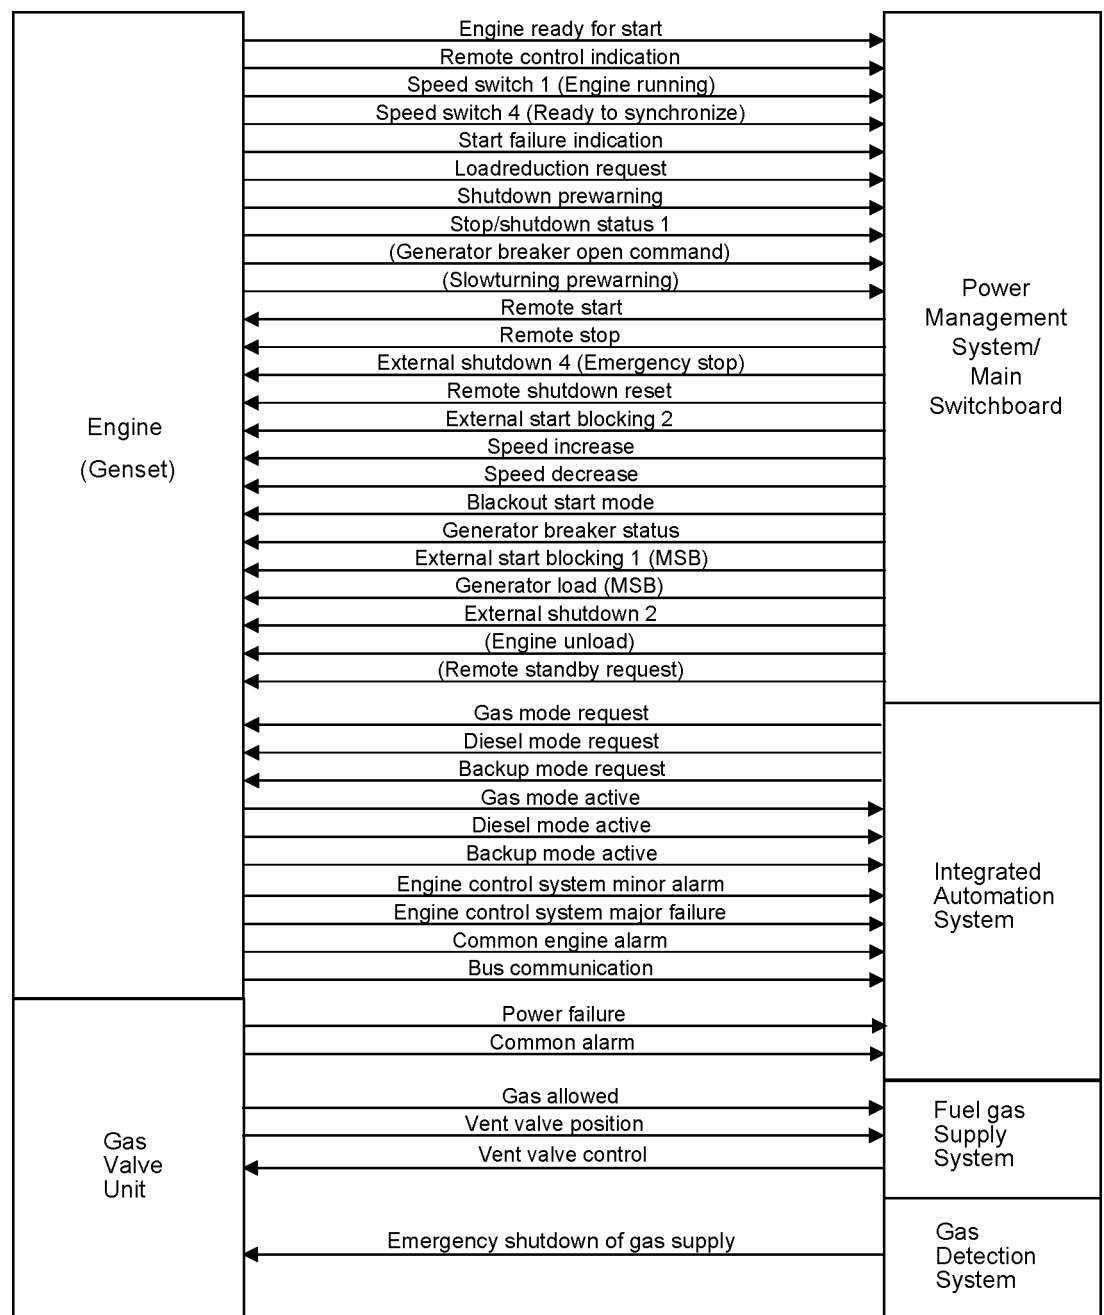 Engine ready for start
Remote control indication
Speed switch 1 (Engine running)
Speed switch 4 (Ready to synchronize)
Start failure indication
Loadreduction request
Shutdown prewarning
Stop/shutdown status 1
(Generator breaker open command)
(Slowturning prewarning)
Remote start
Remote stop
External shutdown 4 (Emergency stop)
Remote shutdown reset
External start blocking 2
Speed increase
Speed decrease
Blackout start mode
Generator breaker status
External start blocking 1 (MSB)
Generator load (MSB)
External shutdown 2
(Engine unload)
(Remote standby request)
Power
Management
System/
Main
Switchboard
Engine
(Genset)
Gas mode request
Diesel mode request
Backup mode request
Gas mode active
Diesel mode active
Backup mode active
Engine control system minor alarm
Engine control system major failure
Common engine alarm
Bus communication
Integrated
Automation
System
Power failure
Common alarm
Gas allowed
Vent valve position
Vent valve control
Fuel gas
Supply
System
Gas
Valve
Unit
Emergency shutdown of gas supply
Gas
Detection
System